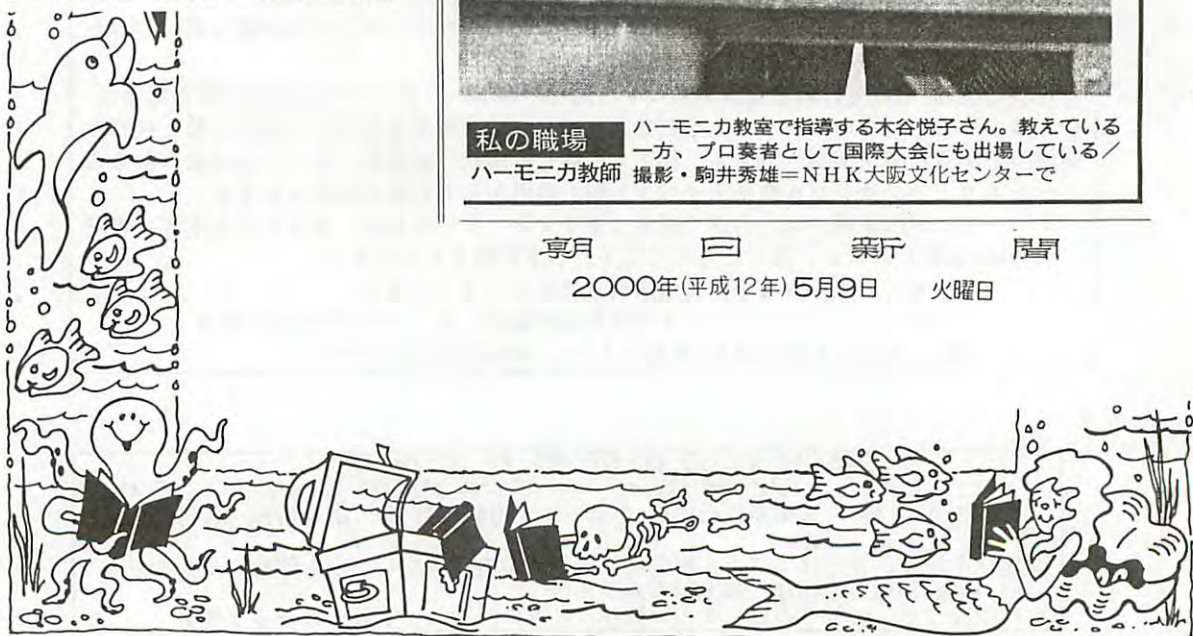 私の職場
ハーモニカ教師
ハーモニカ教室で指導する木谷悦子さん。教えている
一方、プロ奏者として国際大会にも出場している／
撮影・駒井秀雄＝NHK大阪文化センターで
朝日新聞
2000年(平成12年)5月9日 火曜日